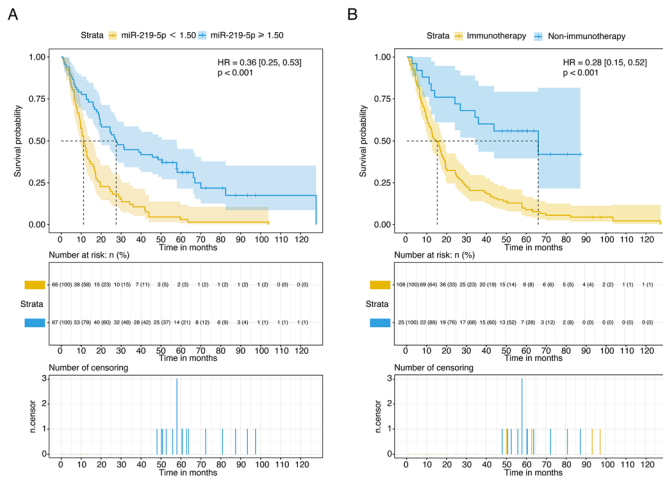 A
Strata miR-219-5p < 1.50 miR-219-5p ≥ 1.50
HR = 0.36 [0.25, 0.53]
p < 0.001
Survival probability
1.00
0.75
0.50
0.25
0.00
0 10 20 30 40 50 60 70 80 90 100 110 120
Time in months
Number at risk: n (%)
Strata
66 (100) 38 (58) 15 (23) 10 (15) 7 (11) 3 (5) 2 (3) 1 (2) 1 (2) 1 (2) 1 (2) 0 (0) 0 (0)
67 (100) 53 (79) 40 (60) 32 (48) 28 (42) 25 (37) 14 (21) 8 (12) 6 (9) 3 (4) 1 (1) 1 (1) 1 (1)
0 10 20 30 40 50 60 70 80 90 100 110 120
Time in months
Number of censoring
n.censor
3
2
1
0
0 10 20 30 40 50 60 70 80 90 100 110 120
Time in months
B
Strata Immunotherapy Non-immunotherapy
HR = 0.28 [0.15, 0.52]
p < 0.001
Survival probability
1.00
0.75
0.50
0.25
0.00
0 10 20 30 40 50 60 70 80 90 100 110 120
Time in months
Number at risk: n (%)
Strata
108 (100) 69 (64) 36 (33) 25 (23) 20 (19) 15 (14) 9 (8) 6 (6) 5 (5) 4 (4) 2 (2) 1 (1) 1 (1)
25 (100) 22 (88) 19 (76) 17 (68) 15 (60) 13 (52) 7 (28) 3 (12) 2 (8) 0 (0) 0 (0) 0 (0) 0 (0)
0 10 20 30 40 50 60 70 80 90 100 110 120
Time in months
Number of censoring
n.censor
3
2
1
0
0 10 20 30 40 50 60 70 80 90 100 110 120
Time in months